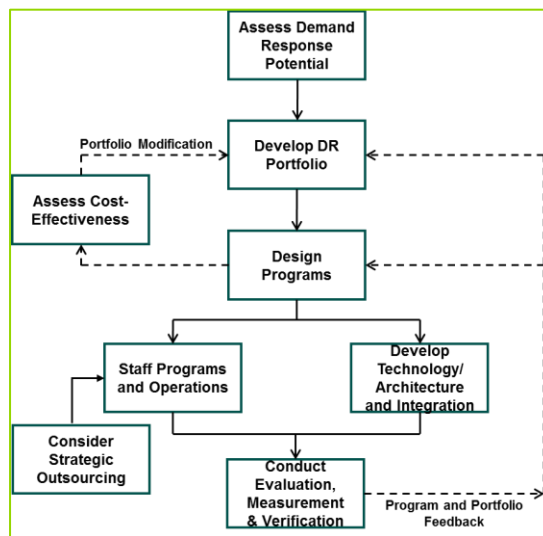 Assess Demand
Response
Potential
Portfolio Modification
Develop DR
Portfolio
Assess Cost-
Effectiveness
Design
Programs
Staff Programs
and Operations
Develop
Technology/
Architecture
and Integration
Consider
Strategic
Outsourcing
Conduct
Evaluation,
Measurement
& Verification
Program and Portfolio
Feedback